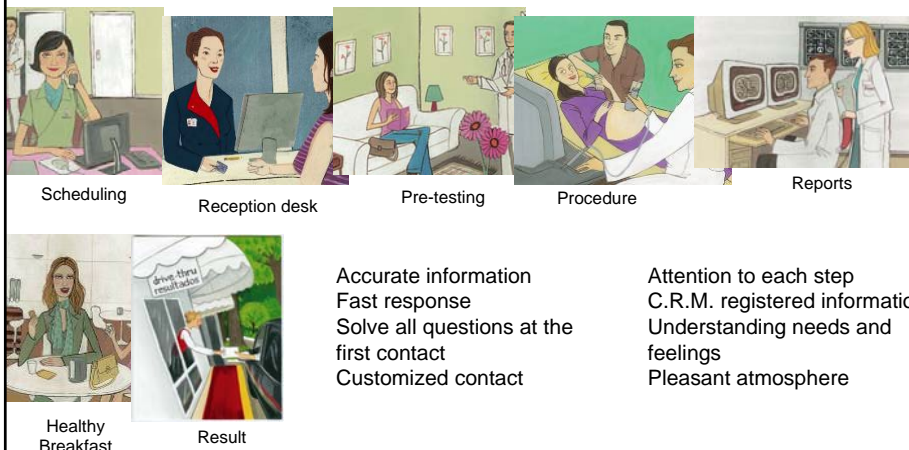 Scheduling
Reception desk
Pre-testing
Procedure
Reports
drive-thru
resultados
Healthy
Breakfast
Result
Accurate information
Fast response
Solve all questions at the
first contact
Customized contact
Attention to each step
C.R.M. registered informatio
Understanding needs and
feelings
Pleasant atmosphere